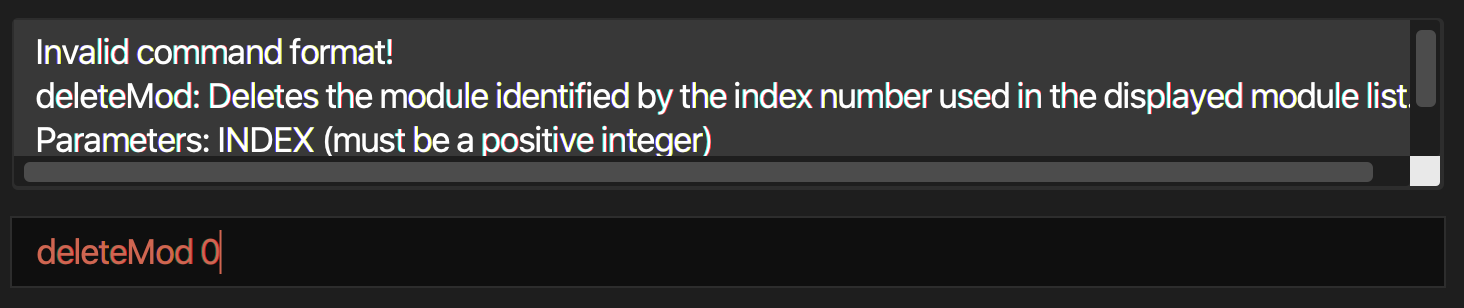 Invalid command format!
deleteMod: Deletes the module identified by the index number used in the displayed module list.
Parameters: INDEX (must be a positive integer)
deleteMod 0